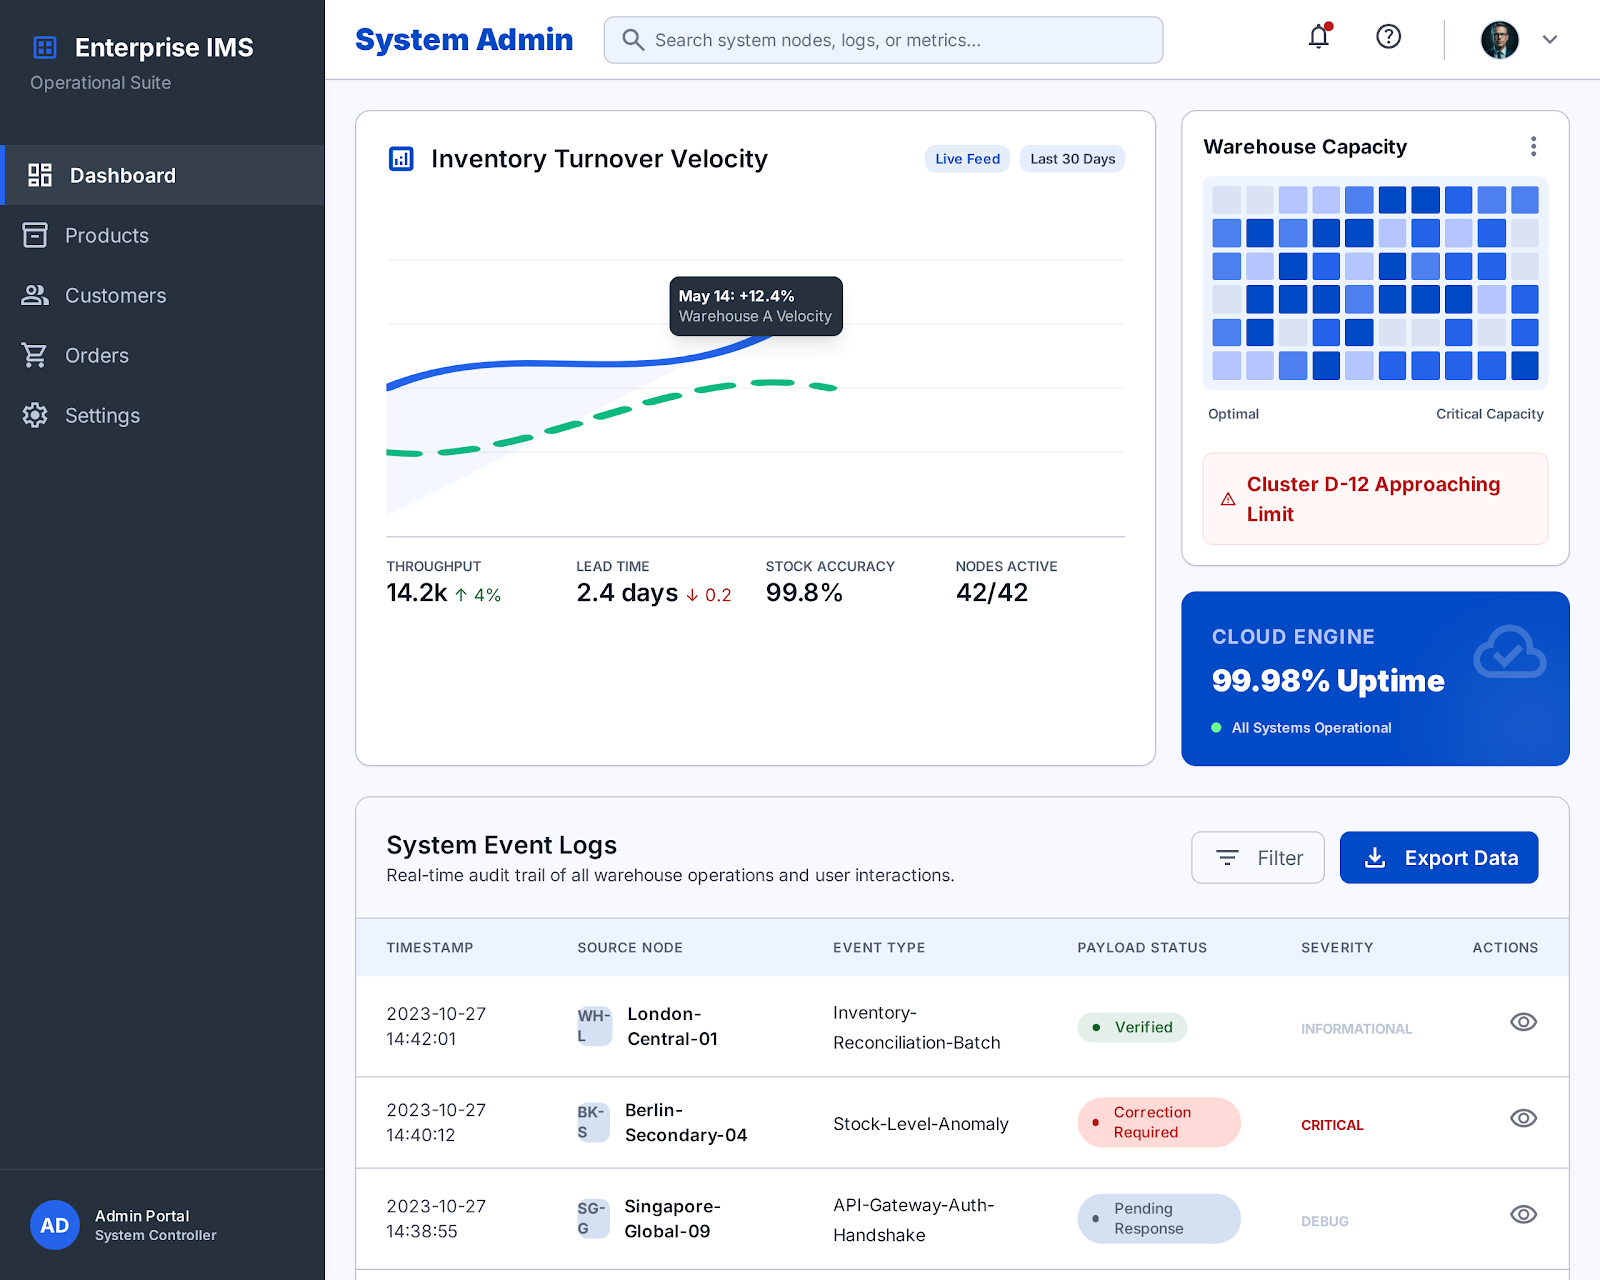 Enterprise IMS
Operational Suite
Dashboard
Products
Customers
Orders
Settings
AD
Admin Portal
System Controller
System Admin
Search system nodes, logs, or metrics...
Inventory Turnover Velocity
Live Feed
Last 30 Days
May 14: +12.4%
Warehouse A Velocity
THROUGHPUT
14.2k ↑ 4%
LEAD TIME
2.4 days ↓ 0.2
STOCK ACCURACY
99.8%
NODES ACTIVE
42/42
Warehouse Capacity
Optimal
Critical Capacity
Cluster D-12 Approaching
Limit
CLOUD ENGINE
99.98% Uptime
All Systems Operational
System Event Logs
Real-time audit trail of all warehouse operations and user interactions.
Filter
Export Data
TIMESTAMP
SOURCE NODE
EVENT TYPE
PAYLOAD STATUS
SEVERITY
ACTIONS
2023-10-27
14:42:01
WH-
L
London-
Central-01
Inventory-
Reconciliation-Batch
Verified
INFORMATIONAL
2023-10-27
14:40:12
BK-
S
Berlin-
Secondary-04
Stock-Level-Anomaly
Correction
Required
CRITICAL
2023-10-27
14:38:55
SG-
G
Singapore-
Global-09
API-Gateway-Auth-
Handshake
Pending
Response
DEBUG